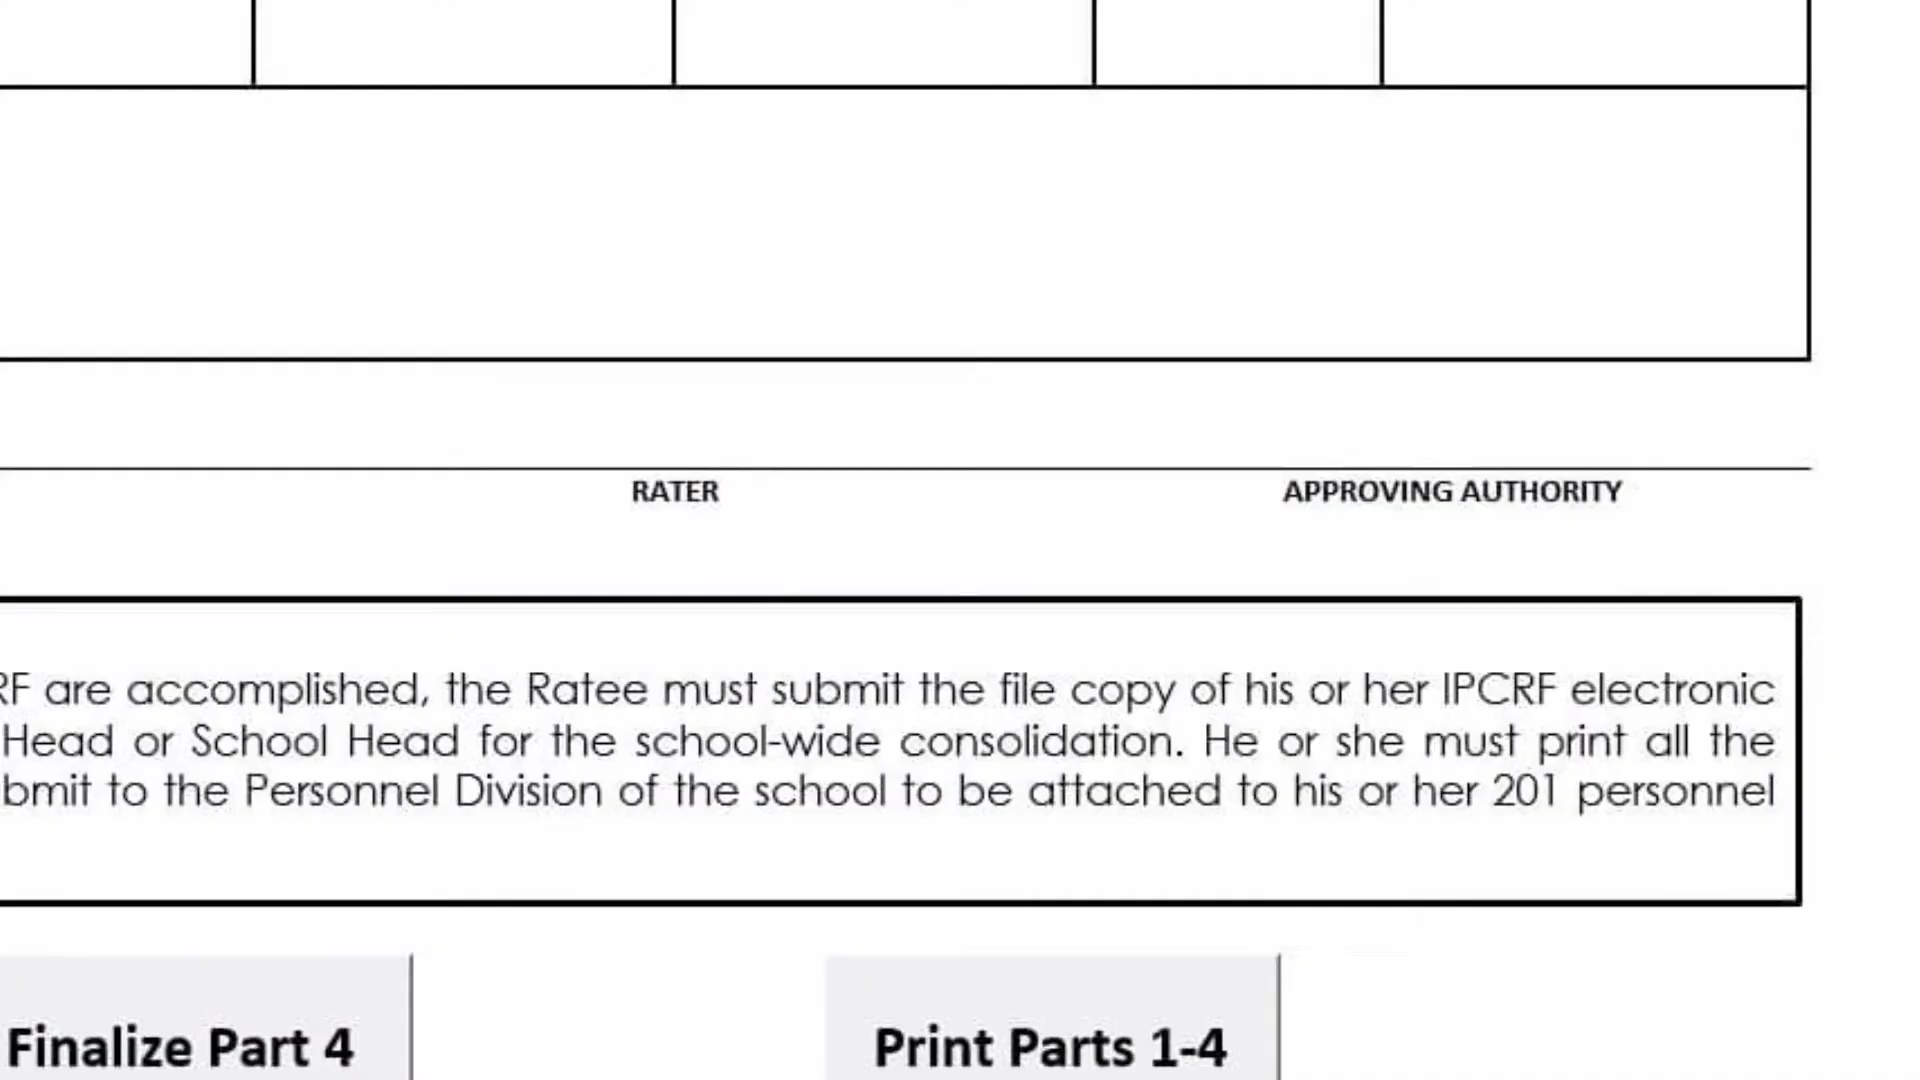 RATER APPROVING AUTHORITY
RF are accomplished, the Ratee must submit the file copy of his or her IPCRF electronic
Head or School Head for the school-wide consolidation. He or she must print all the
bmit to the Personnel Division of the school to be attached to his or her 201 personnel
Finalize Part 4 Print Parts 1-4